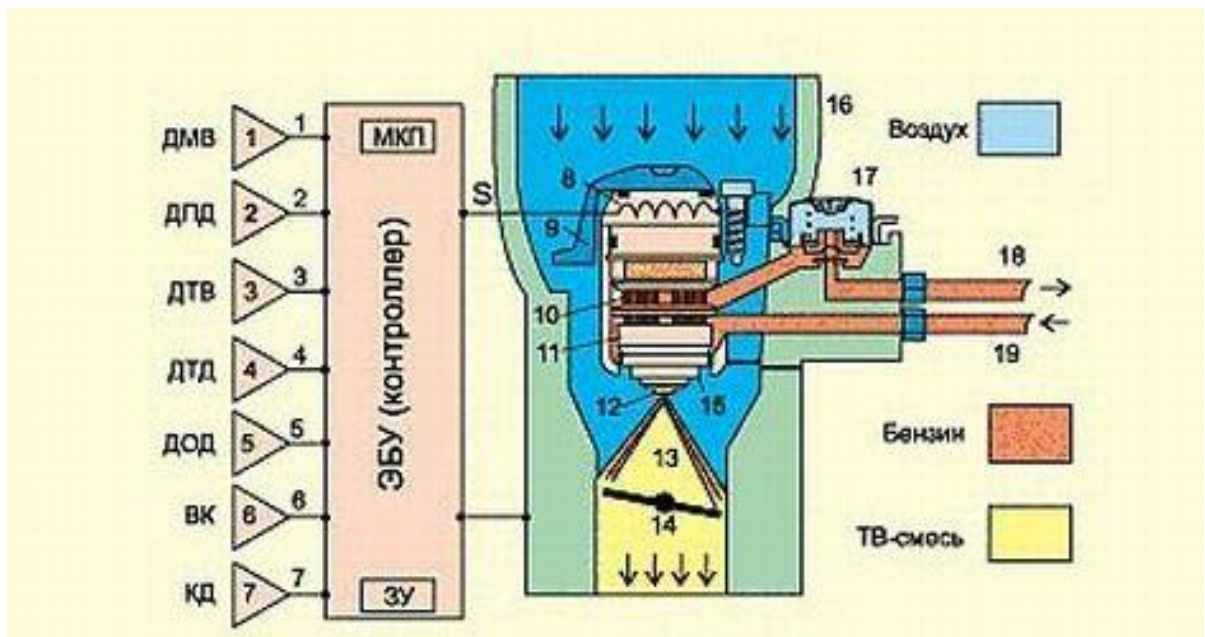 ДМВ 1 1
ДПД 2 2
ДТВ 3 3
ДТД 4 4
ДОД 5 5
ВК 6 6
КД 7 7
МКП
ЭБУ (контроллер)
ЗУ
S
8
9
10
11
12
13
14
15
16
17
18
19
Воздух
Бензин
ТВ-смесь